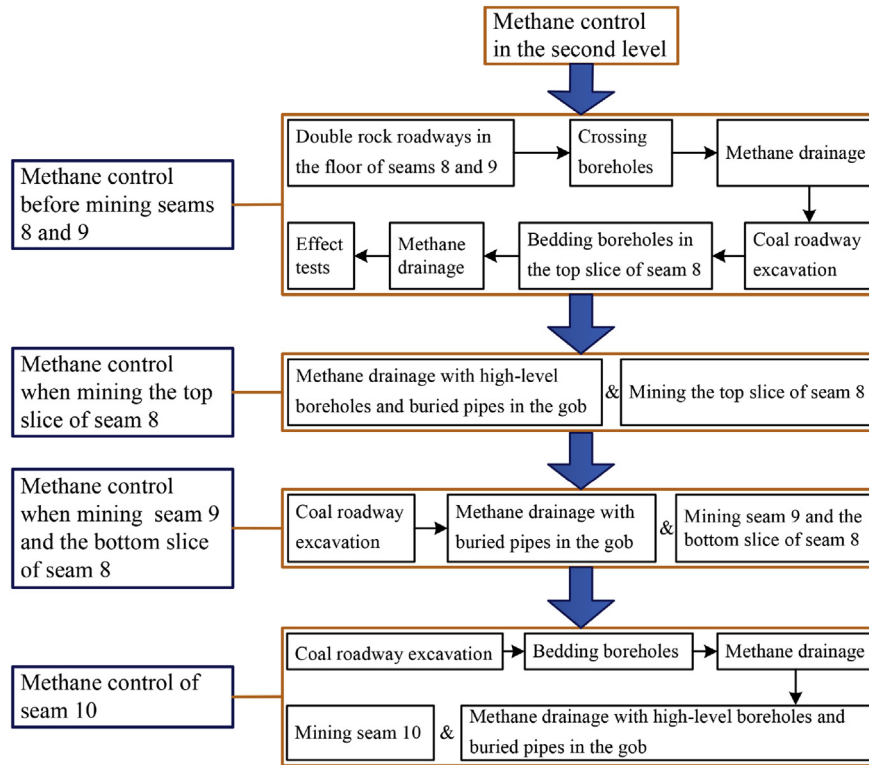 Methane control
in the second level
Methane control
before mining seams
8 and 9
Double rock roadways in
the floor of seams 8 and 9
Crossing
boreholes
Methane drainage
Effect
tests
Methane
drainage
Bedding boreholes in
the top slice of seam 8
Coal roadway
excavation
Methane control
when mining the top
slice of seam 8
Methane drainage with high-level
boreholes and buried pipes in the gob
&
Mining the top slice of seam 8
Methane control
when mining seam 9
and the bottom slice
of seam 8
Coal roadway
excavation
Methane drainage with
buried pipes in the gob
&
Mining seam 9 and the
bottom slice of seam 8
Methane control of
seam 10
Coal roadway excavation
Bedding boreholes
Methane drainage
Mining seam 10
&
Methane drainage with high-level boreholes and
buried pipes in the gob